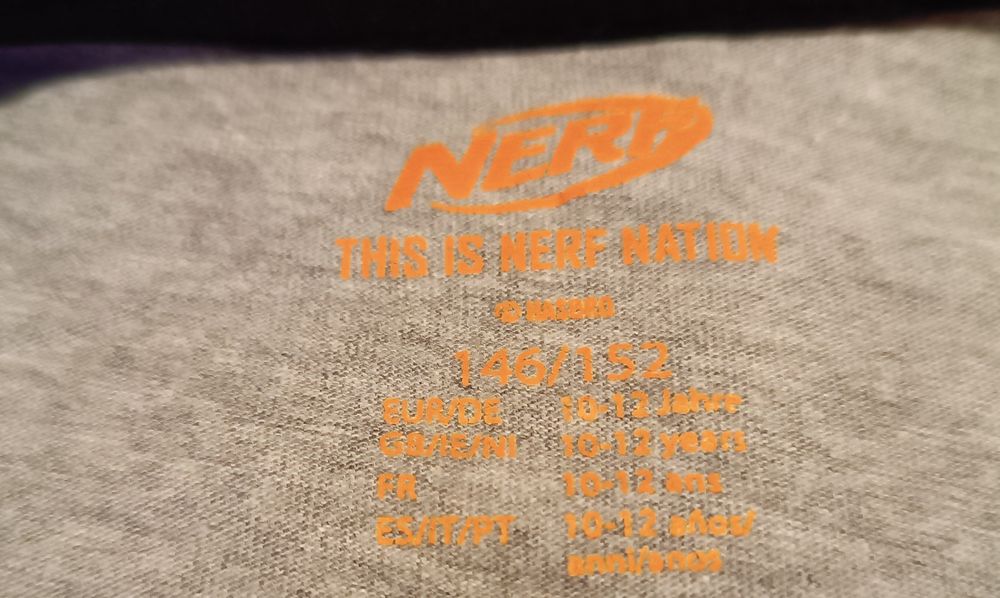 NERF
THIS IS NERF NATION
© HASBRO
146/152
EUR/DE 10-12 Jahre
GB/IE/NI 10-12 years
FR 10-12 ans
ES/IT/PT 10-12 años/
anni/anos